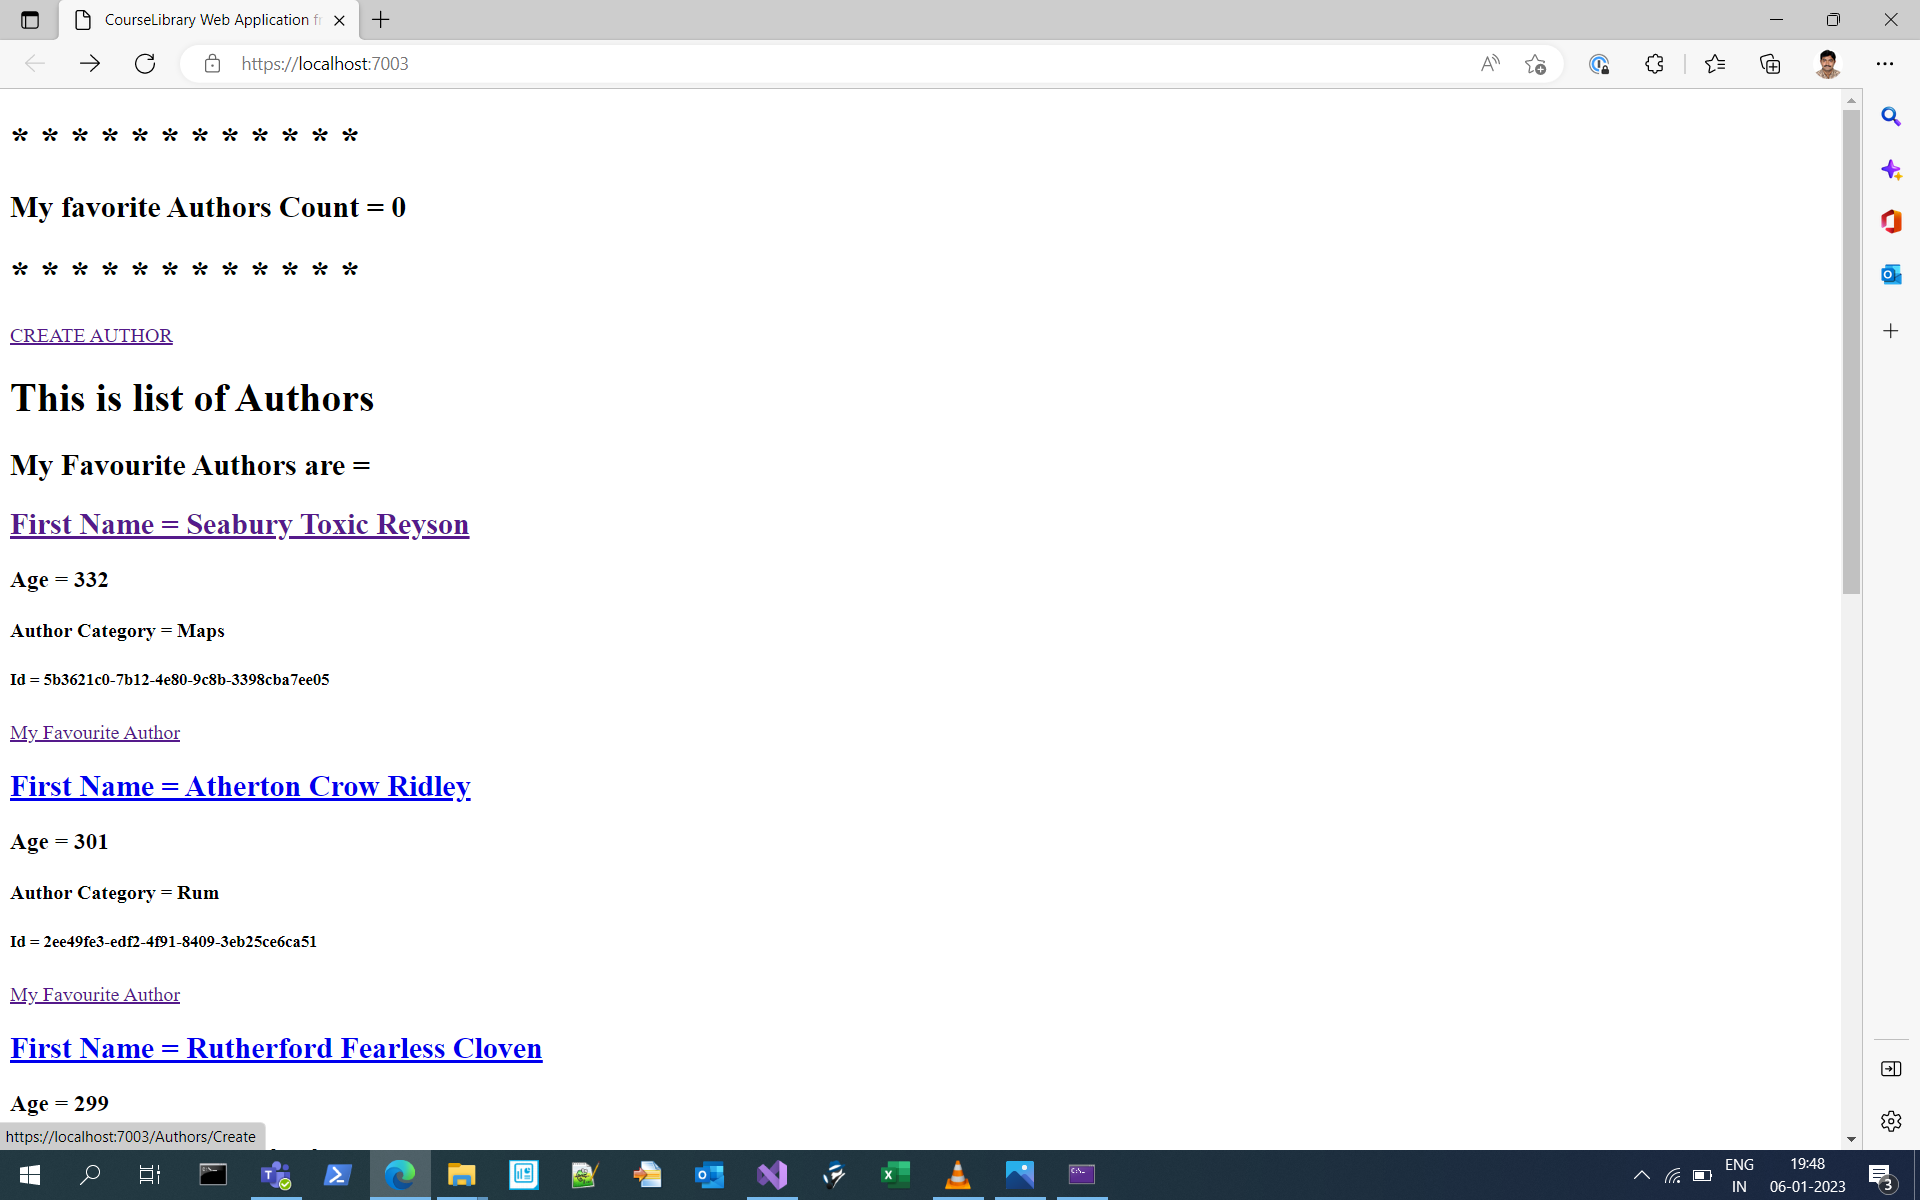 CourseLibrary Web Application fr
https://localhost:7003
* * * * * * * * * * * *
My favorite Authors Count = 0
* * * * * * * * * * * *
CREATE AUTHOR
This is list of Authors
My Favourite Authors are =
First Name = Seabury Toxic Reyson
Age = 332
Author Category = Maps
Id = 5b3621c0-7b12-4e80-9c8b-3398cba7ee05
My Favourite Author
First Name = Atherton Crow Ridley
Age = 301
Author Category = Rum
Id = 2ee49fe3-edf2-4f91-8409-3eb25ce6ca51
My Favourite Author
First Name = Rutherford Fearless Cloven
Age = 299
https://localhost:7003/Authors/Create
ENG
IN
19:48
06-01-2023
3